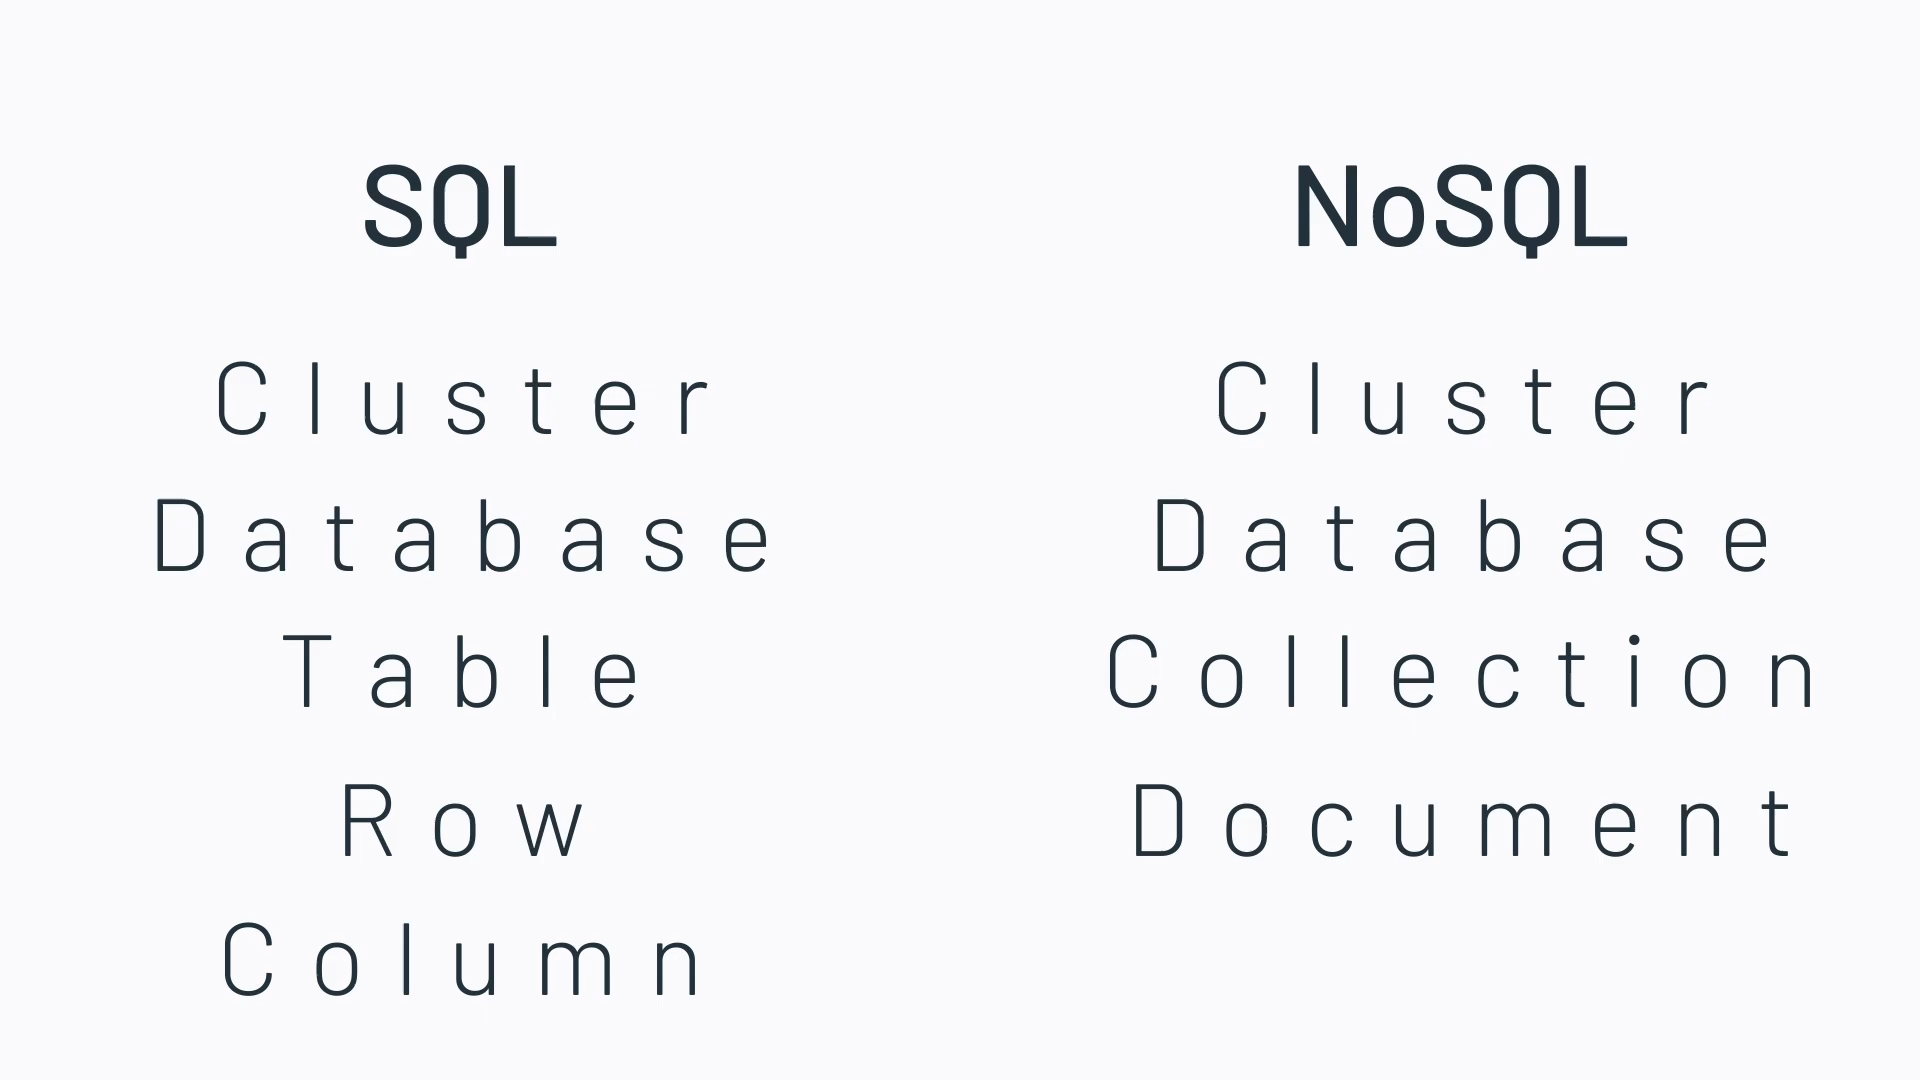 SQL
Cluster
Database
Table
Row
Column
NoSQL
Cluster
Database
Collection
Document